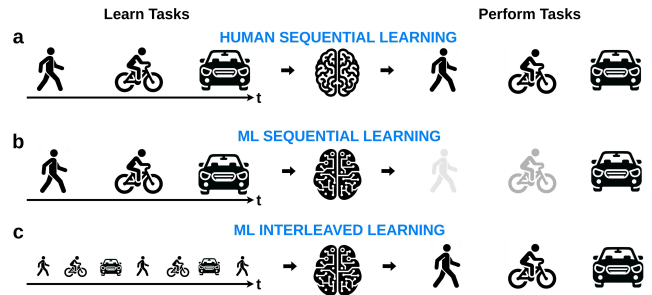 Learn Tasks
Perform Tasks
a
HUMAN SEQUENTIAL LEARNING
t
b
ML SEQUENTIAL LEARNING
t
c
ML INTERLEAVED LEARNING
t